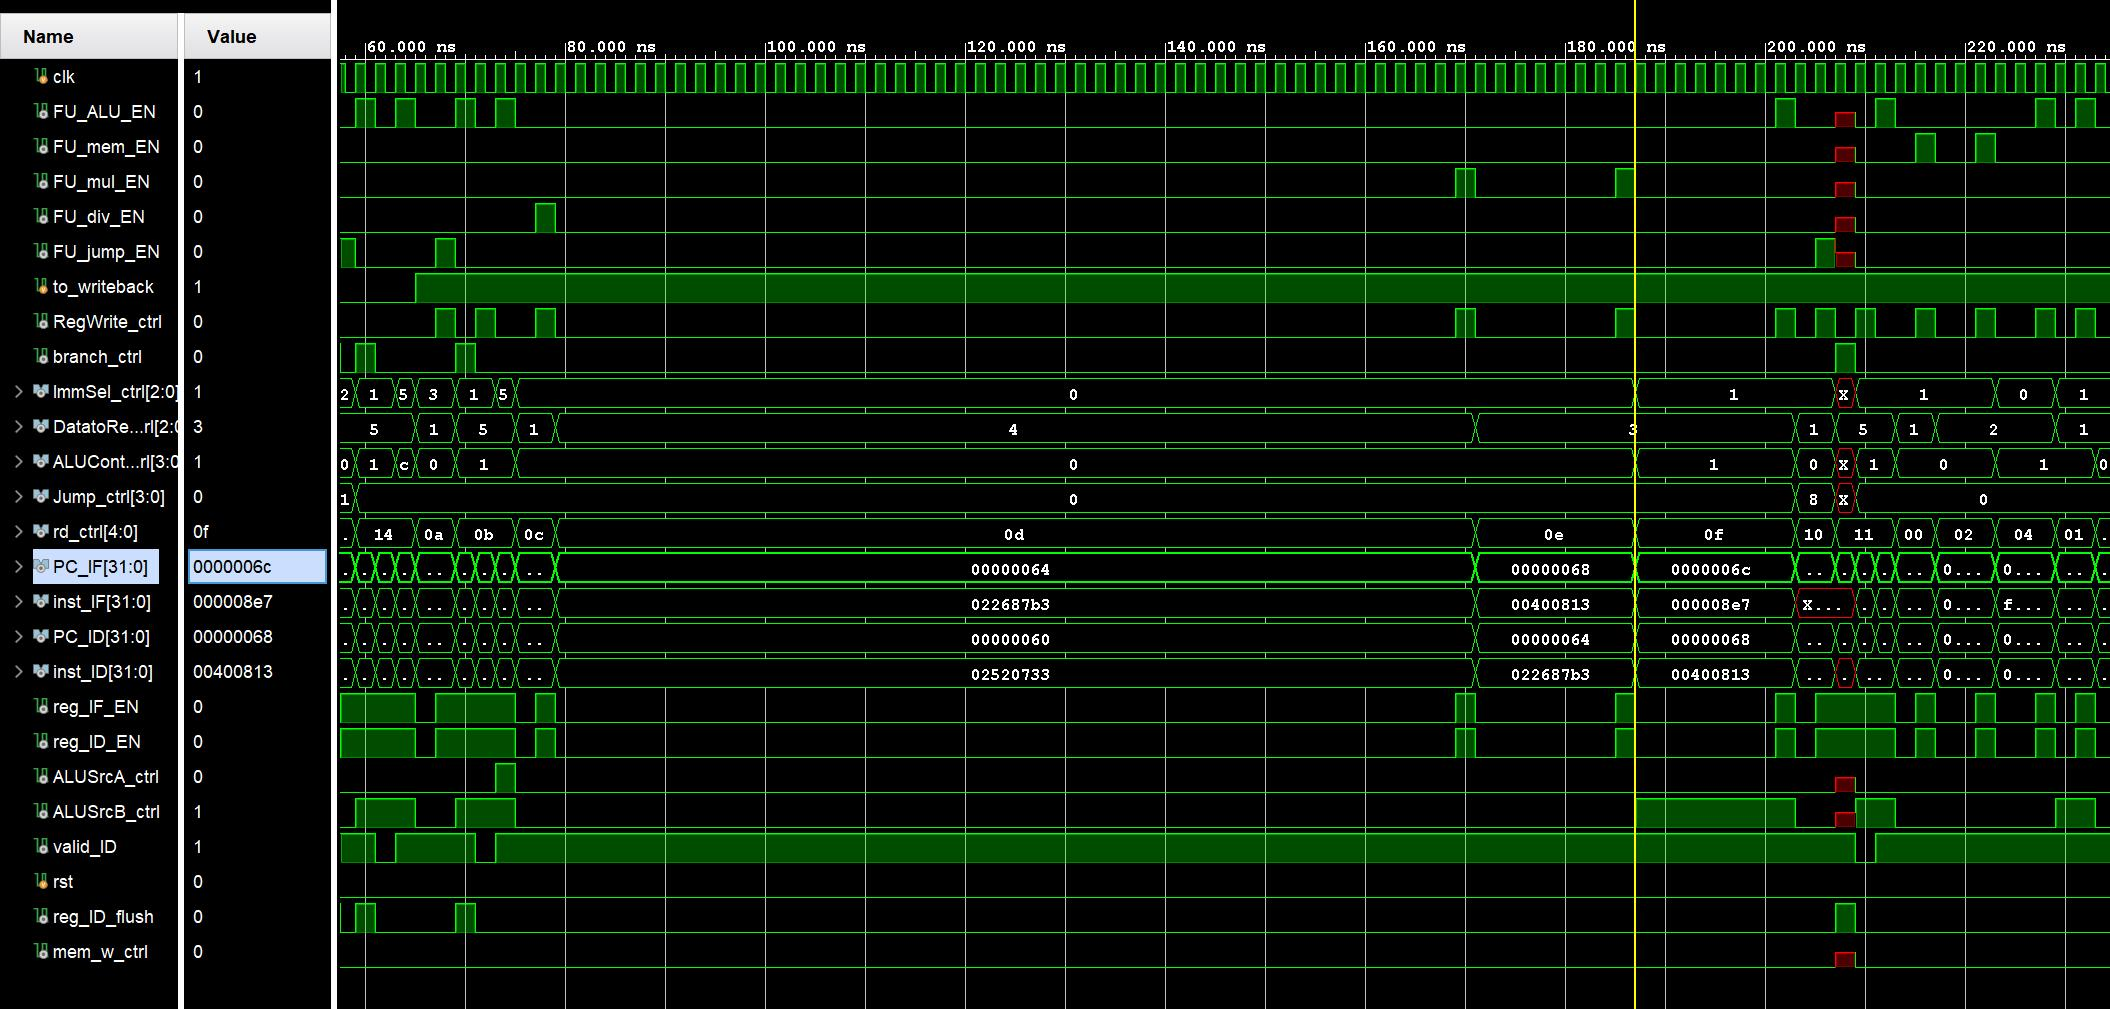 Name Value 60.000 ns 80.000 ns 100.000 ns 120.000 ns 140.000 ns 160.000 ns 180.000 ns 200.000 ns 220.000 ns
clk 1
FU_ALU_EN 0
FU_mem_EN 0
FU_mul_EN 0
FU_div_EN 0
FU_jump_EN 0
to_writeback 1
RegWrite_ctrl 0
branch_ctrl 0
ImmSel_ctrl[2:0] 1 2 1 5 3 1 5 0 1 X 1 0 1
DatatoRe...rl[2:0 3 5 1 5 1 4 3 1 5 1 2 1
ALUCont...rl[3:0 1 0 1 c 0 1 0 1 0 X 1 0 1 0
Jump_ctrl[3:0] 0 1 0 8 X 0
rd_ctrl[4:0] 0f . 14 0a 0b 0c 0d 0e 0f 10 11 00 02 04 01 .
PC_IF[31:0] 0000006c . . . . .. . . . .. 00000064 00000068 0000006c .. . . . .. 0... 0... .. .
inst_IF[31:0] 000008e7 . . . . .. . . . .. 022687b3 00400813 000008e7 X... . . .. 0... f... .. .
PC_ID[31:0] 00000068 . . . . .. . . . .. 00000060 00000064 00000068 .. . . . .. 0... 0... .. .
inst_ID[31:0] 00400813 . . . . .. . . . .. 02520733 022687b3 00400813 .. . .. .. 0... 0... .. .
reg_IF_EN 0
reg_ID_EN 0
ALUSrcA_ctrl 0
ALUSrcB_ctrl 1
valid_ID 1
rst 0
reg_ID_flush 0
mem_w_ctrl 0